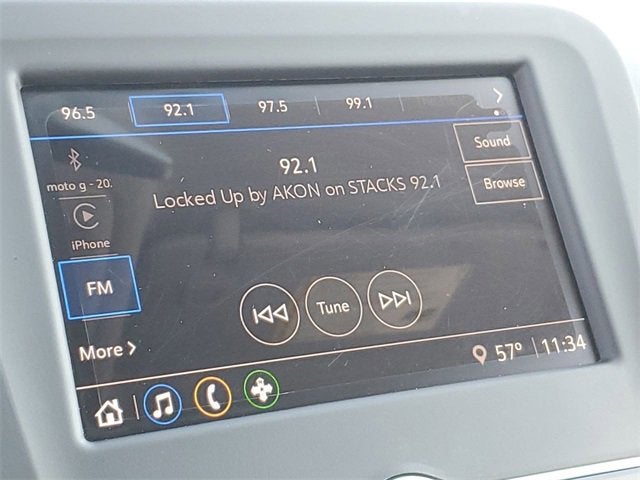 96.5 92.1 97.5 99.1
92.1
Locked Up by AKON on STACKS 92.1
Sound
Browse
moto g - 20.
iPhone
FM
Tune
More >
57° 11:34